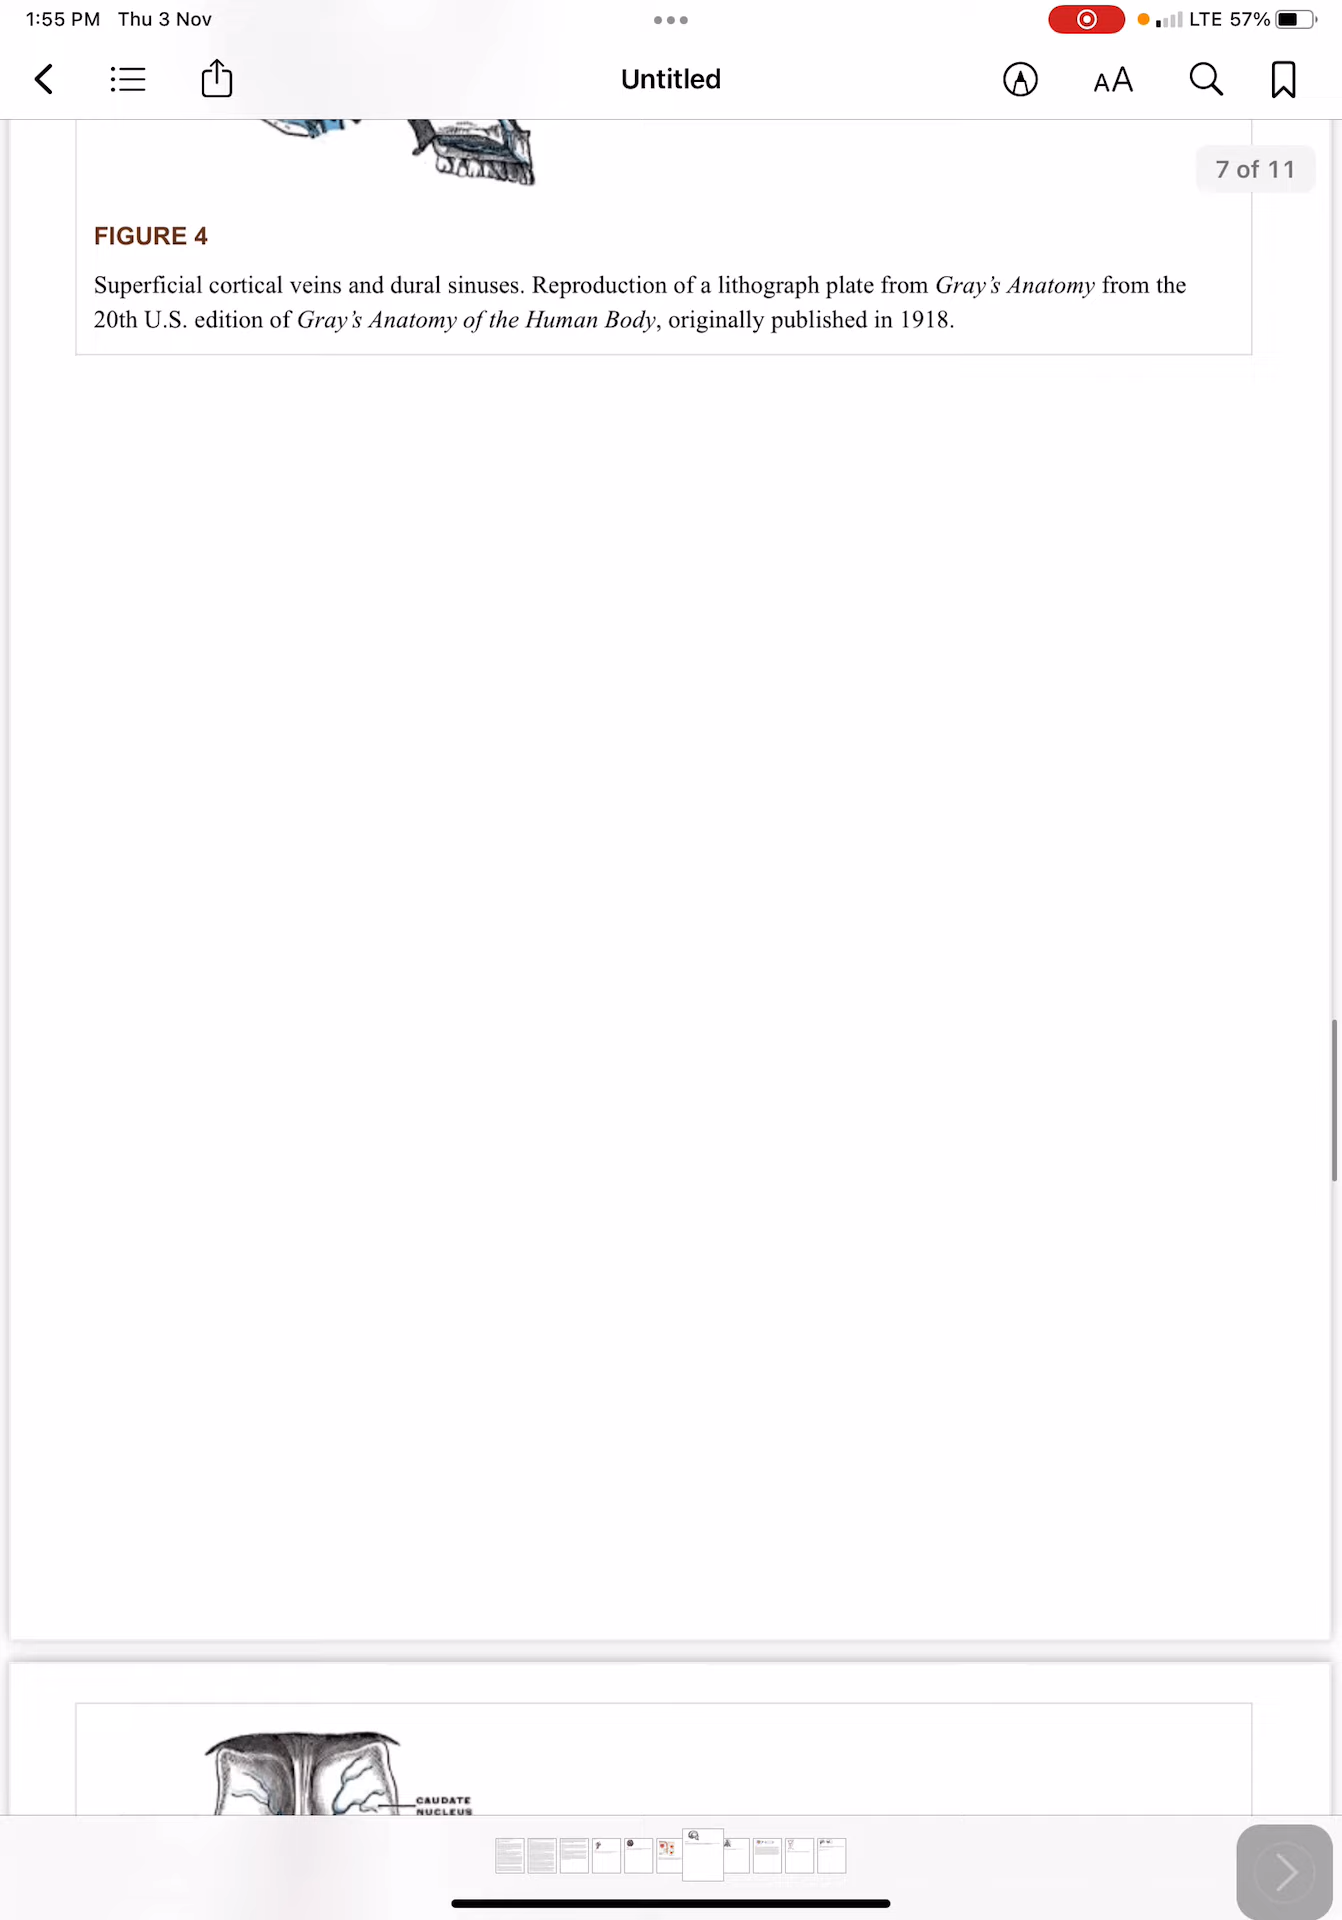 1:55 PM Thu 3 Nov
LTE 57%
Untitled
7 of 11
FIGURE 4
Superficial cortical veins and dural sinuses. Reproduction of a lithograph plate from Gray's Anatomy from the
20th U.S. edition of Gray's Anatomy of the Human Body, originally published in 1918.
CAUDATE
NUCLEUS